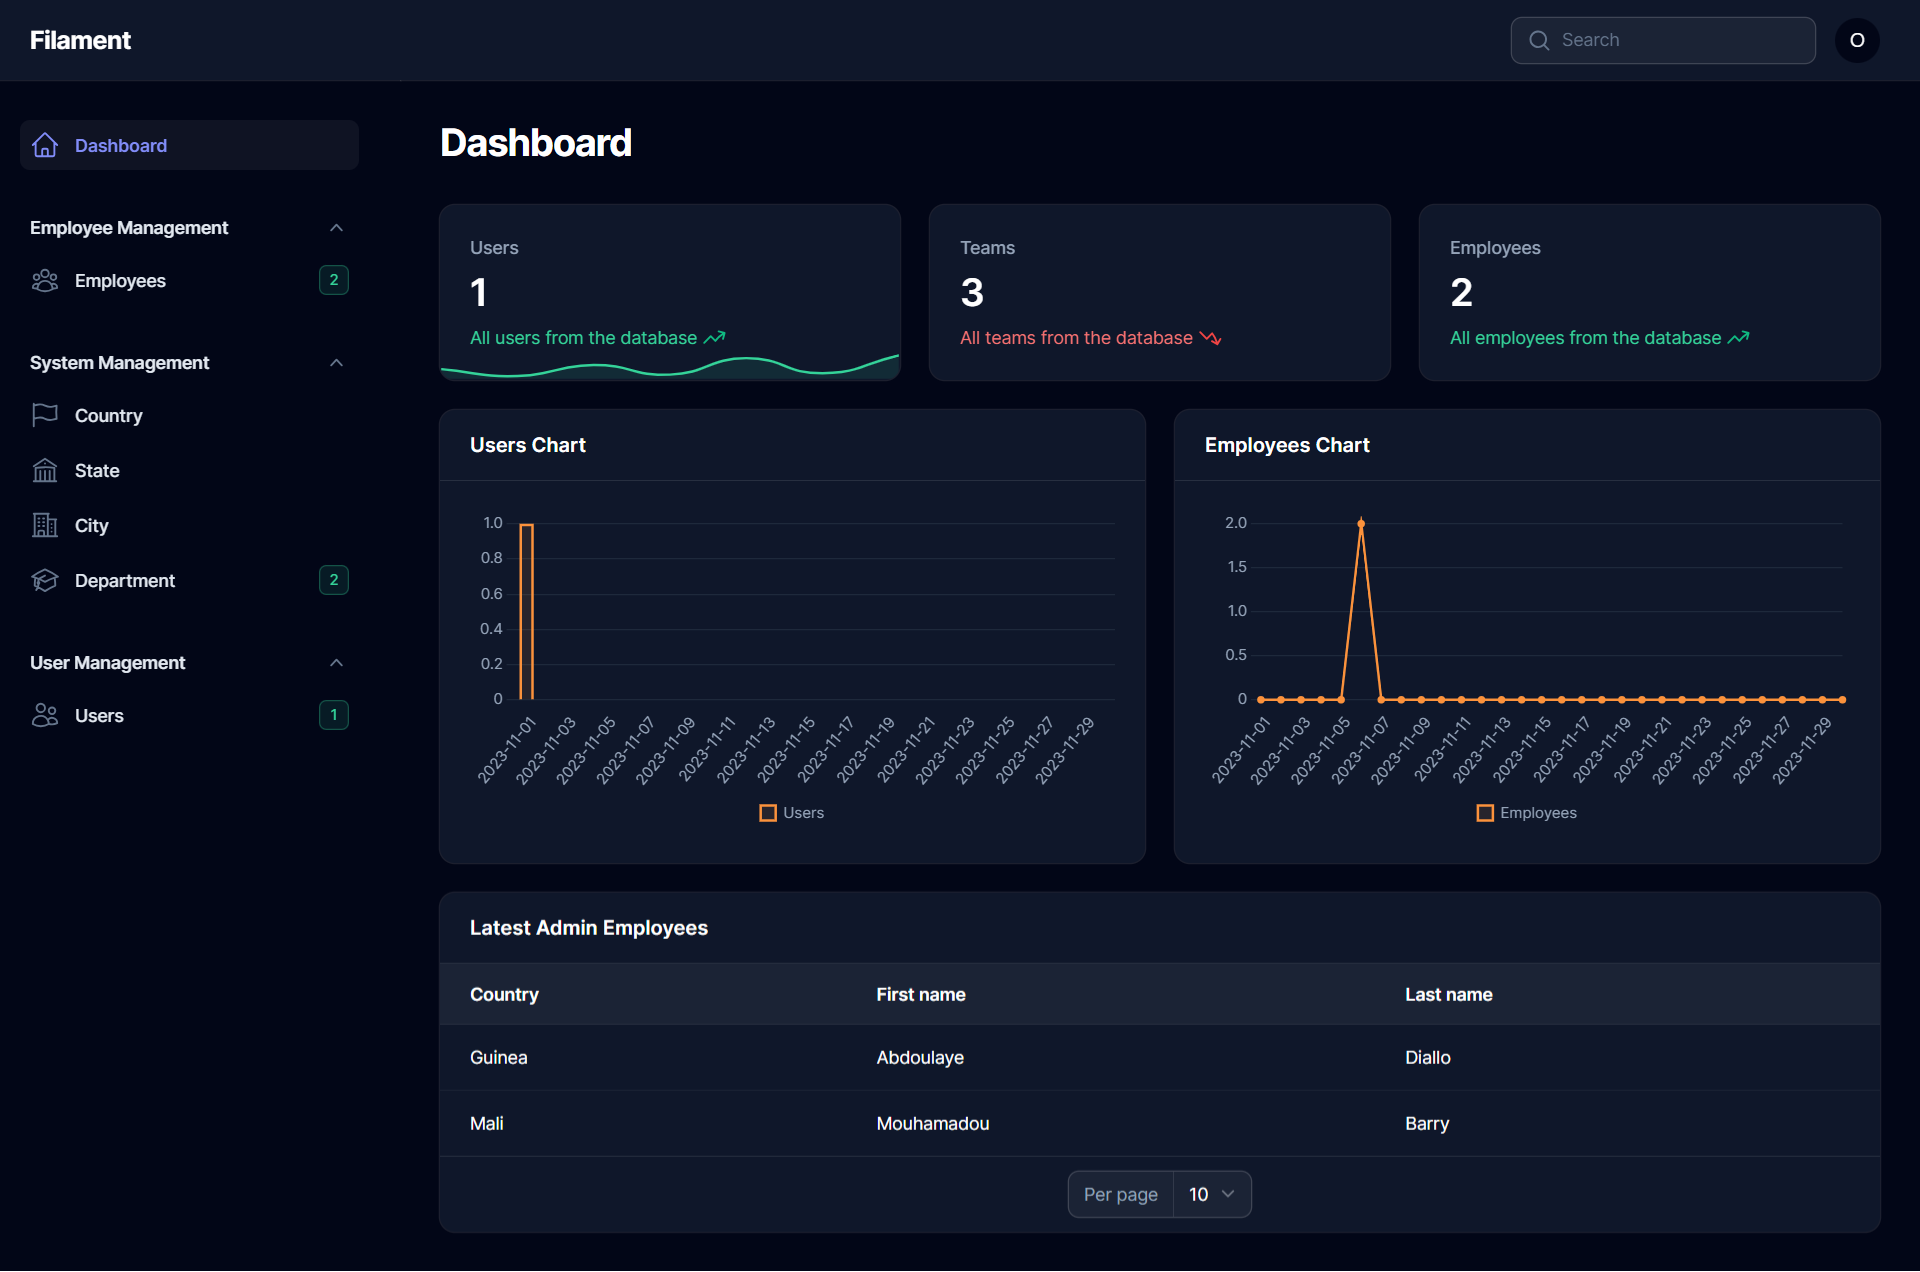 Filament
Search
O
Dashboard
Employee Management
Employees 2
System Management
Country
State
City
Department 2
User Management
Users 1
Dashboard
Users
1
All users from the database
Teams
3
All teams from the database
Employees
2
All employees from the database
Users Chart
1.0
0.8
0.6
0.4
0.2
0
2023-11-01
2023-11-03
2023-11-05
2023-11-07
2023-11-09
2023-11-11
2023-11-13
2023-11-15
2023-11-17
2023-11-19
2023-11-21
2023-11-23
2023-11-25
2023-11-27
2023-11-29
Users
Employees Chart
2.0
1.5
1.0
0.5
0
2023-11-01
2023-11-03
2023-11-05
2023-11-07
2023-11-09
2023-11-11
2023-11-13
2023-11-15
2023-11-17
2023-11-19
2023-11-21
2023-11-23
2023-11-25
2023-11-27
2023-11-29
Employees
Latest Admin Employees
Country First name Last name
Guinea Abdoulaye Diallo
Mali Mouhamadou Barry
Per page 10